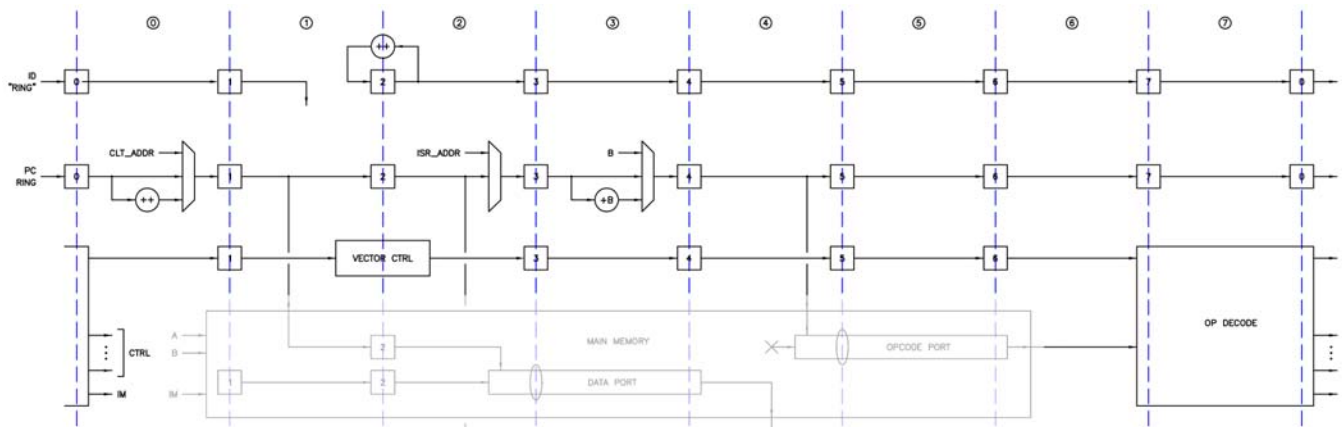 ⓪ ① ② ③ ④ ⑤ ⑥ ⑦
++
ID
"RING"
0 1 2 3 4 5 6 7 0
CLT_ADDR ISR_ADDR B
PC
RING
0 1 2 3 4 5 6 7 0
++ +B
1 VECTOR CTRL 3 4 5 6
OP DECODE
A
B
CTRL
MAIN MEMORY
2
OPCODE PORT
IM IM
1 2 DATA PORT